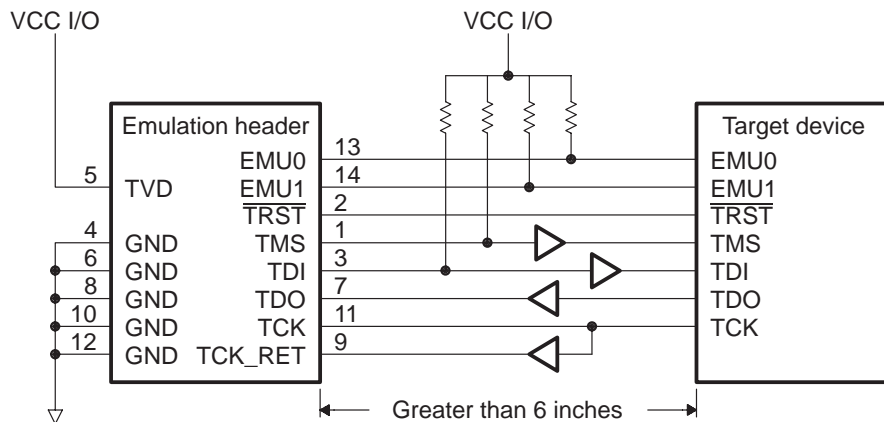 VCC I/O
VCC I/O
Emulation header
Target device
EMU0
13
EMU0
5
TVD
EMU1
14
EMU1
TRST
2
TRST
4
GND
TMS
1
TMS
6
GND
TDI
3
TDI
8
GND
TDO
7
TDO
10
GND
TCK
11
TCK
12
GND
TCK_RET
9
Greater than 6 inches